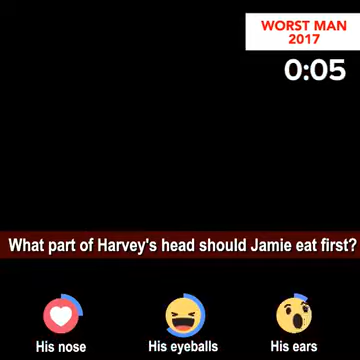 WORST MAN
2017
0:05
What part of Harvey's head should Jamie eat first?
His nose
His eyeballs
His ears